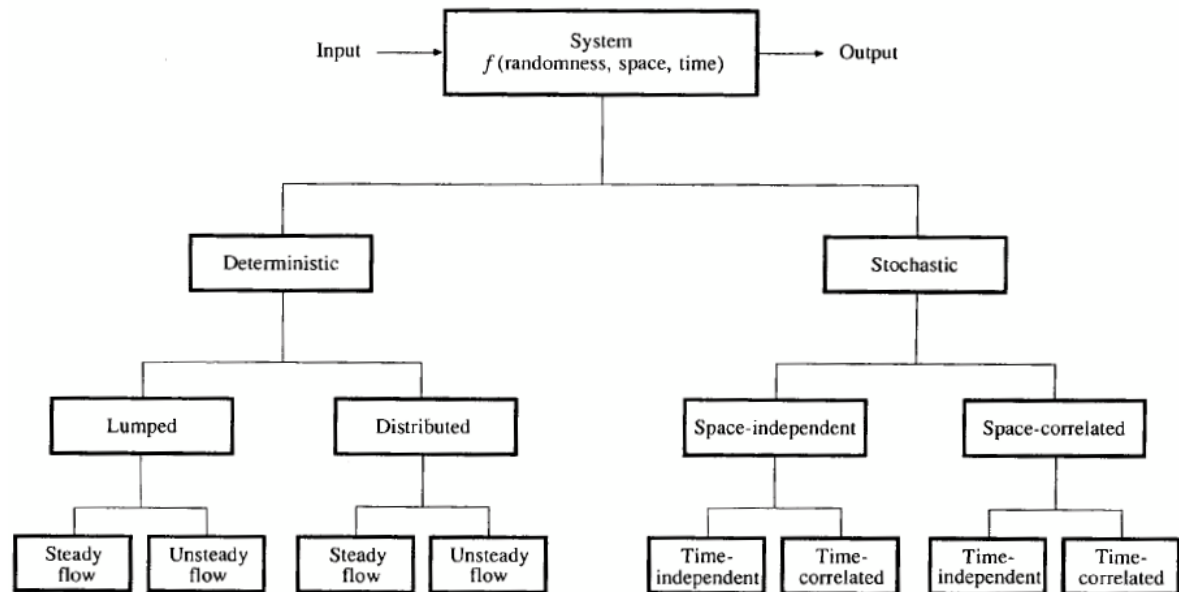 System
Input
f (randomness, space, time)
Output
Deterministic
Stochastic
Lumped
Distributed
Space-independent
Space-correlated
Steady
flow
Unsteady
flow
Steady
flow
Unsteady
flow
Time-
independent
Time-
correlated
Time-
independent
Time-
correlated